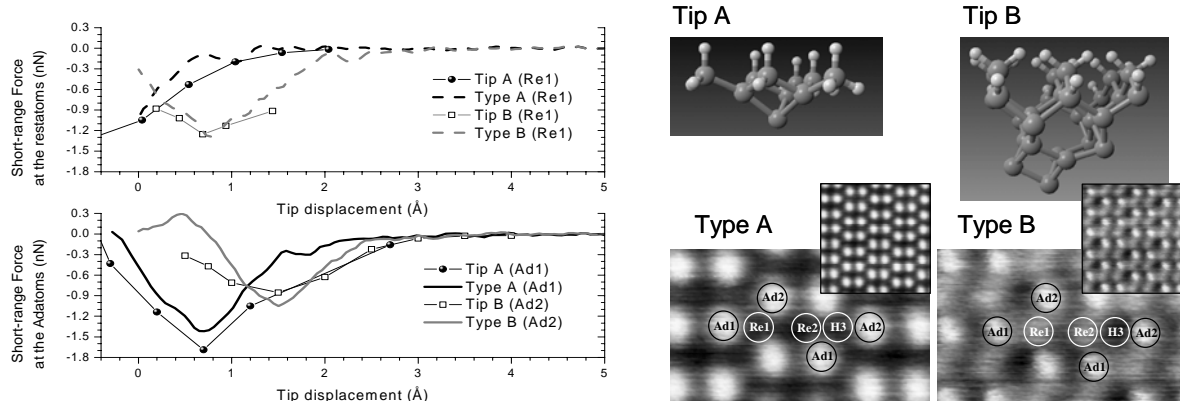 Short-range Force
at the restatoms (nN)
0.3
0.0
-0.3
-0.6
-0.9
-1.2
-1.5
-1.8
Tip A (Re1)
Type A (Re1)
Tip B (Re1)
Type B (Re1)
0 1 2 3 4 5
Tip displacement (Å)
Short-range Force
at the Adatoms (nN)
0.3
0.0
-0.3
-0.6
-0.9
-1.2
-1.5
-1.8
Tip A (Ad1)
Type A (Ad1)
Tip B (Ad2)
Type B (Ad2)
0 1 2 3 4 5
Tip displacement (Å)
Tip A
Tip B
Type A
Ad2
Ad1 Re1 Re2 H3 Ad2
Ad1
Type B
Ad2
Ad1 Re1 Re2 H3 Ad2
Ad1